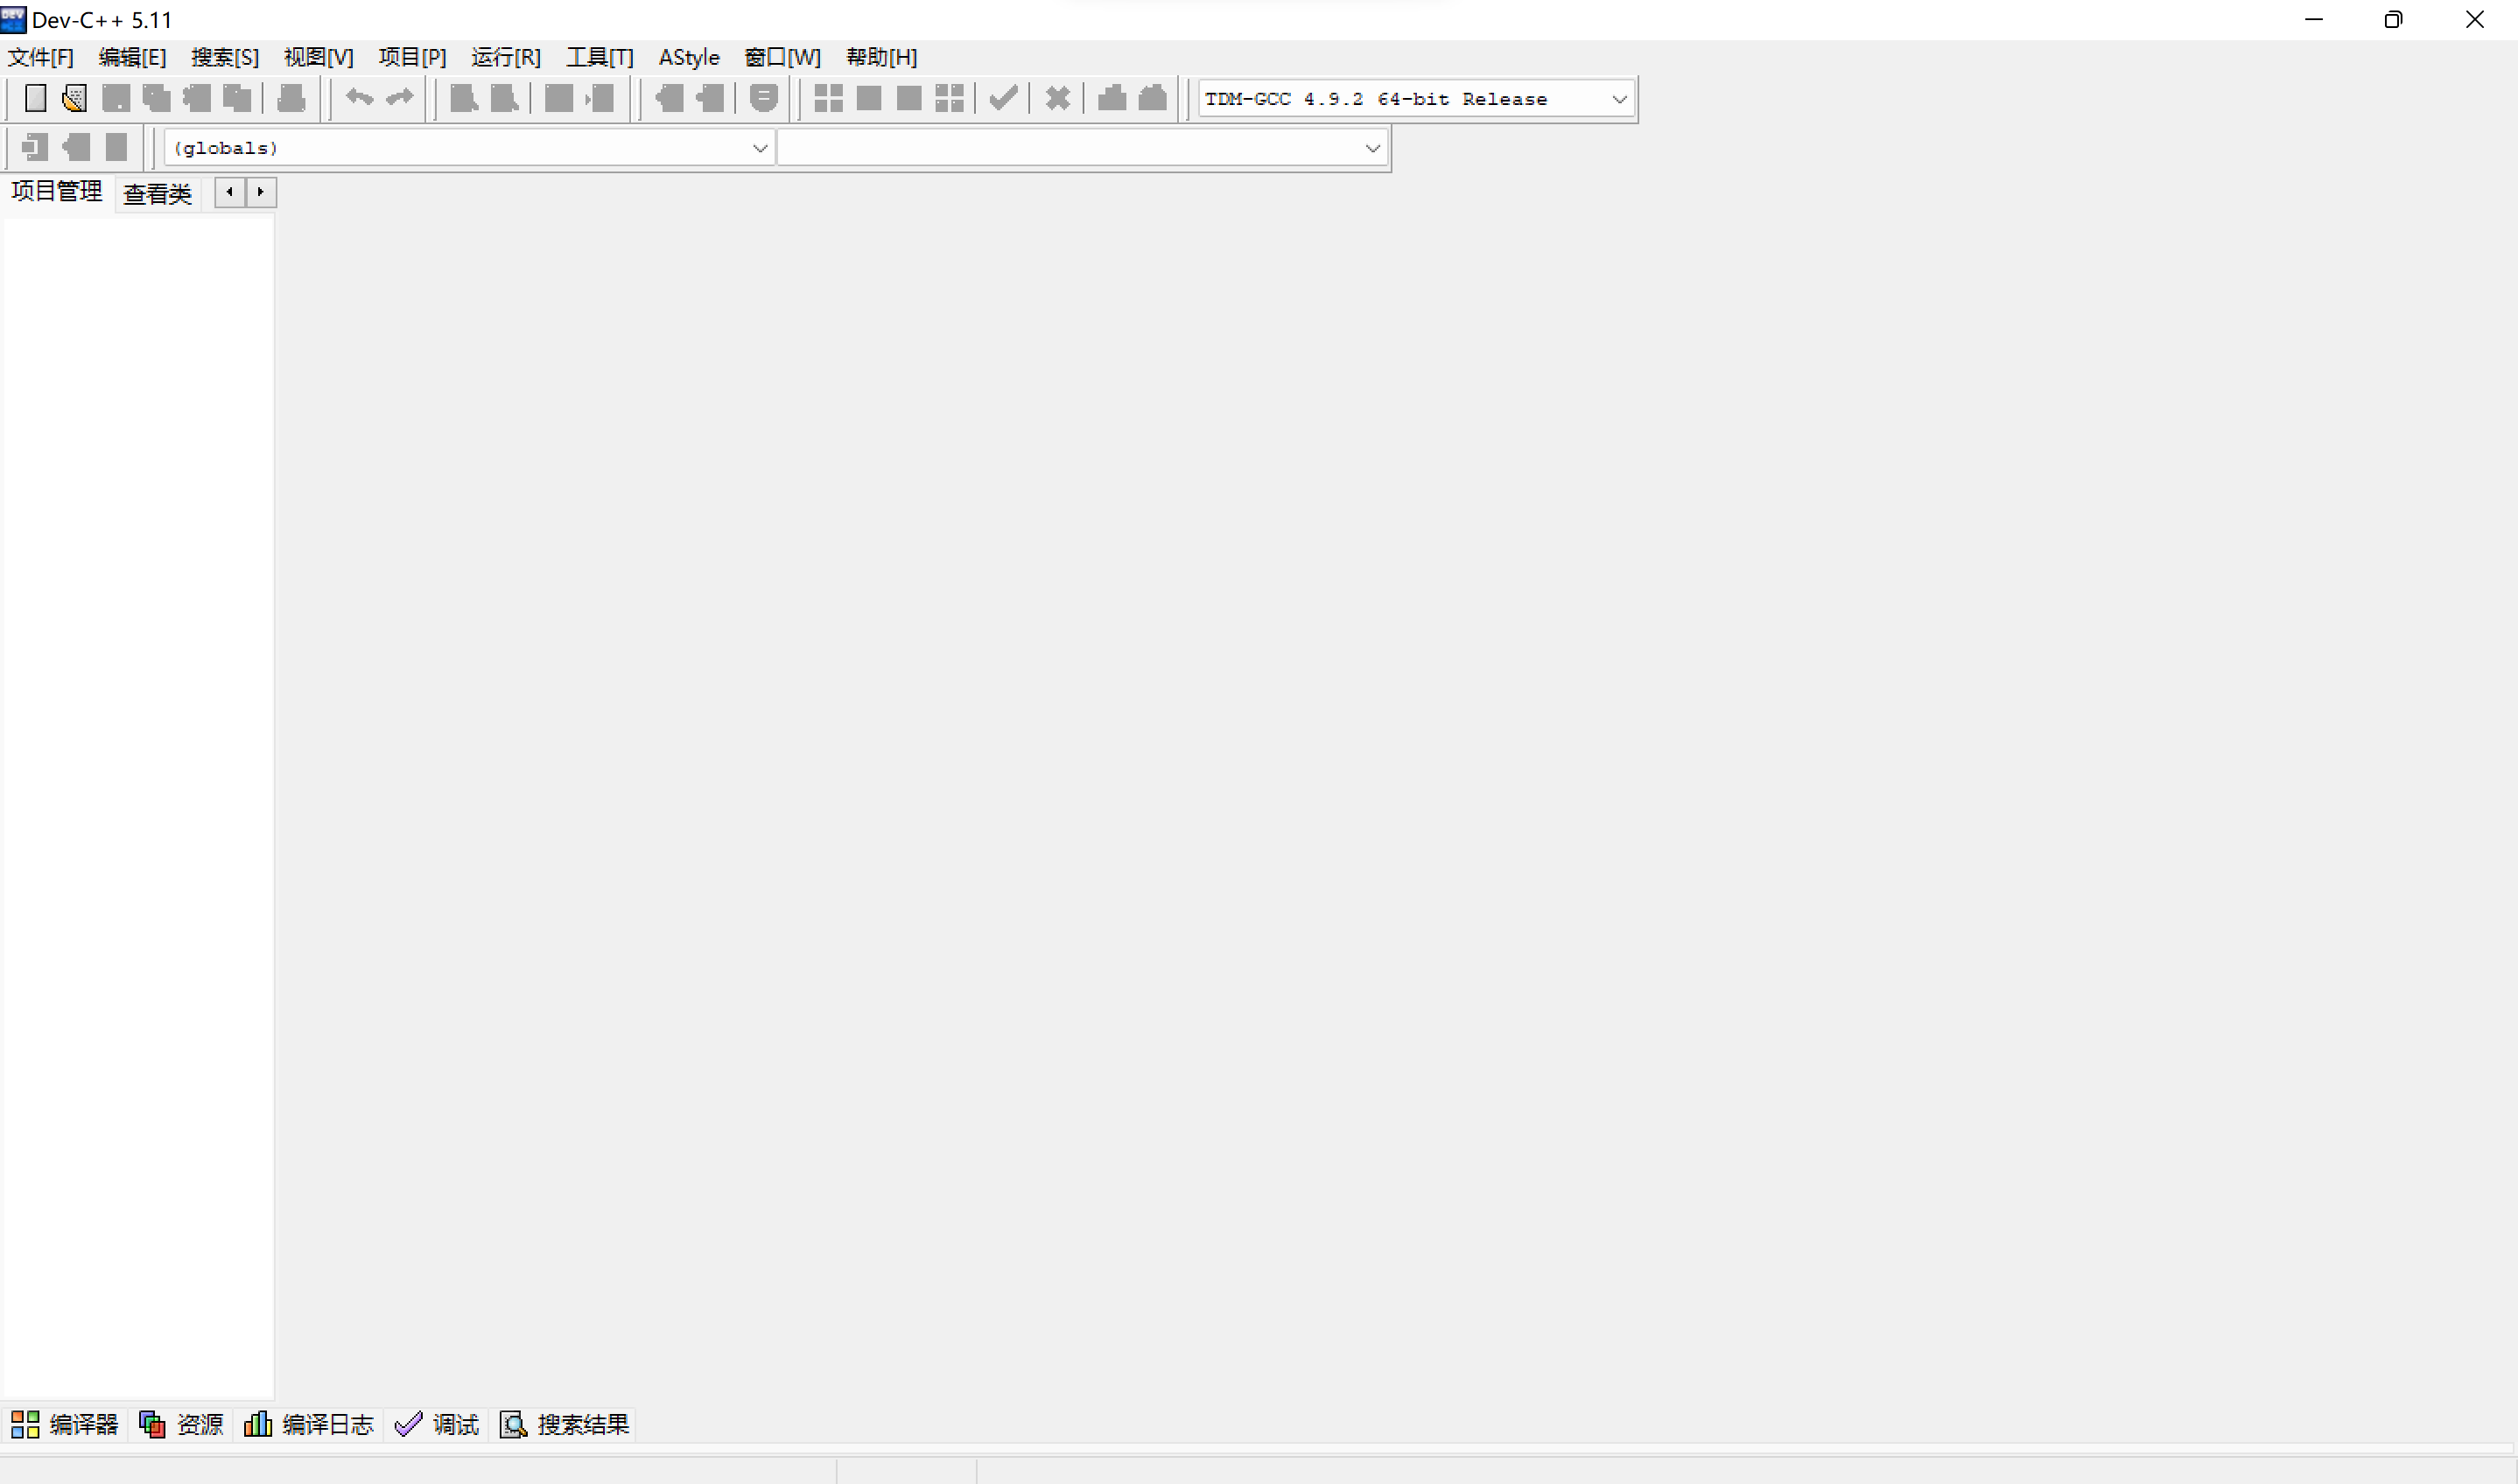 Dev-C++ 5.11
文件[F] 编辑[E] 搜索[S] 视图[V] 项目[P] 运行[R] 工具[T] AStyle 窗口[W] 帮助[H]
TDM-GCC 4.9.2 64-bit Release
(globals)
项目管理 查看类
编译器 资源 编译日志 调试 搜索结果